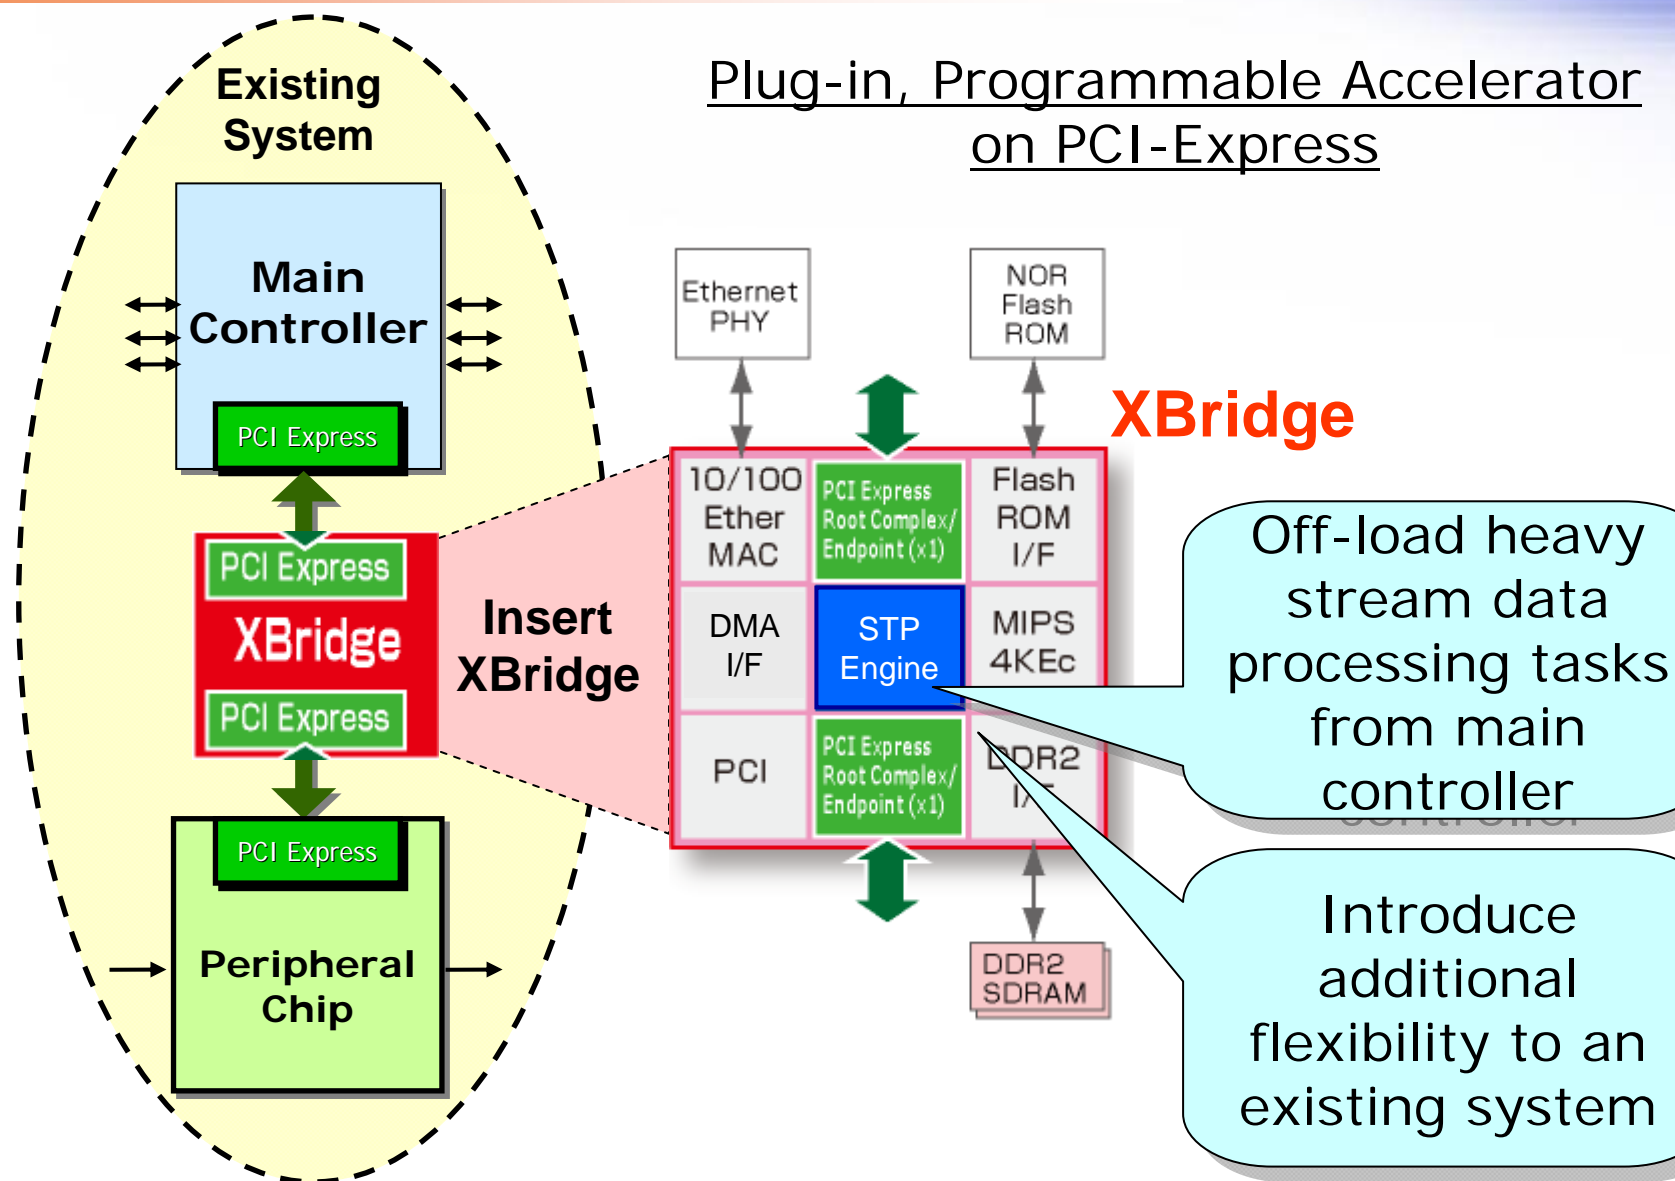 Plug-in, Programmable Accelerator
on PCI-Express
Existing
System
Main
Controller
PCI Express
PCI Express
XBridge
PCI Express
PCI Express
Peripheral
Chip
Insert
XBridge
Ethernet
PHY
NOR
Flash
ROM
XBridge
10/100
Ether
MAC
PCI Express
Root Complex/
Endpoint (x1)
Flash
ROM
I/F
DMA
I/F
STP
Engine
MIPS
4KEc
PCI
PCI Express
Root Complex/
Endpoint (x1)
DDR2
I/F
DDR2
SDRAM
Off-load heavy
stream data
processing tasks
from main
controller
Introduce
additional
flexibility to an
existing system